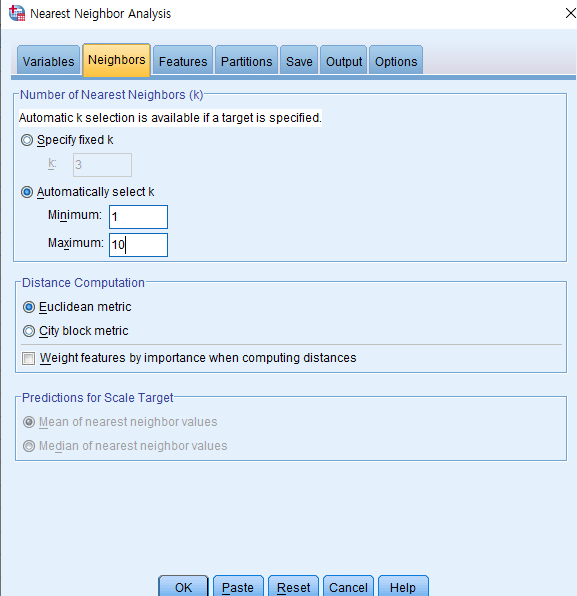 Nearest Neighbor Analysis
Variables Neighbors Features Partitions Save Output Options
Number of Nearest Neighbors (k)
Automatic k selection is available if a target is specified.
Specify fixed k
k: 3
Automatically select k
Minimum: 1
Maximum: 10
Distance Computation
Euclidean metric
City block metric
Weight features by importance when computing distances
Predictions for Scale Target
Mean of nearest neighbor values
Median of nearest neighbor values
OK Paste Reset Cancel Help